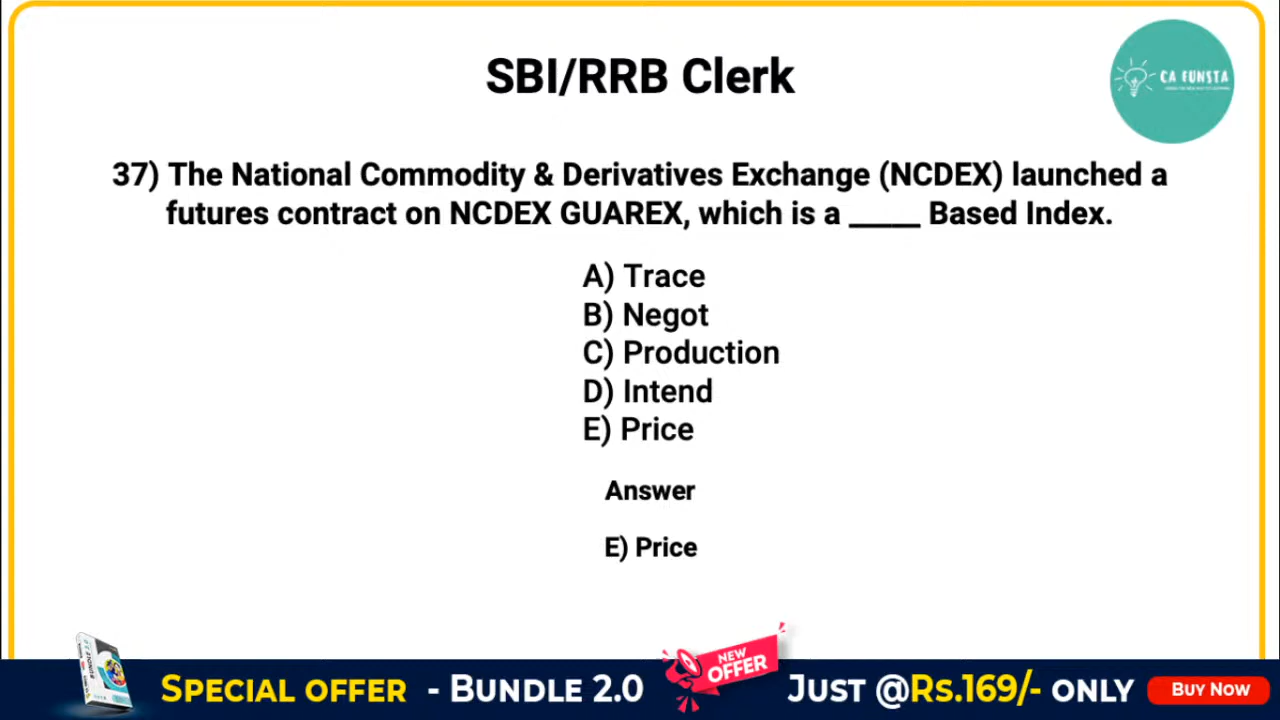 SBI/RRB Clerk
CA FUNSTA
37) The National Commodity & Derivatives Exchange (NCDEX) launched a
futures contract on NCDEX GUAREX, which is a _____ Based Index.
A) Trace
B) Negot
C) Production
D) Intend
E) Price
Answer
E) Price
SPECIAL OFFER - BUNDLE 2.0
NEW
OFFER
JUST @Rs.169/- ONLY
Buy Now